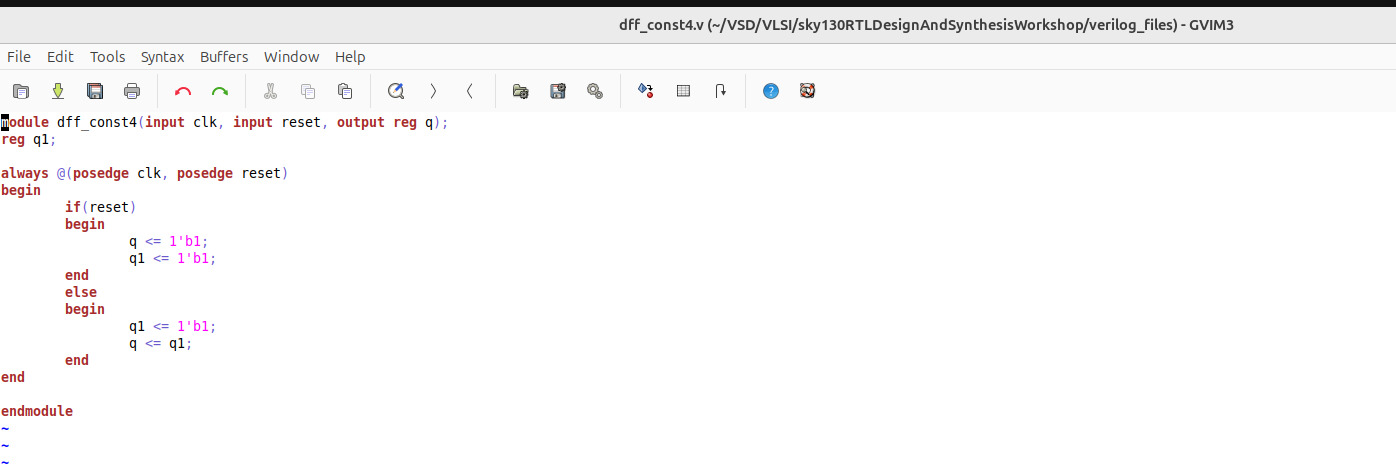 dff_const4.v (~/VSD/VLSI/sky130RTLDesignAndSynthesisWorkshop/verilog_files) - GVIM3
File Edit Tools Syntax Buffers Window Help
module dff_const4(input clk, input reset, output reg q);
reg q1;
always @(posedge clk, posedge reset)
begin
if(reset)
begin
q <= 1'b1;
q1 <= 1'b1;
end
else
begin
q1 <= 1'b1;
q <= q1;
end
end
endmodule
~
~
~